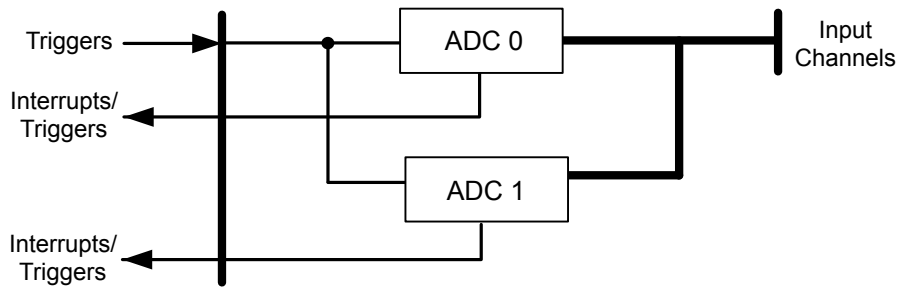 Triggers
ADC 0
Input
Channels
Interrupts/
Triggers
ADC 1
Interrupts/
Triggers